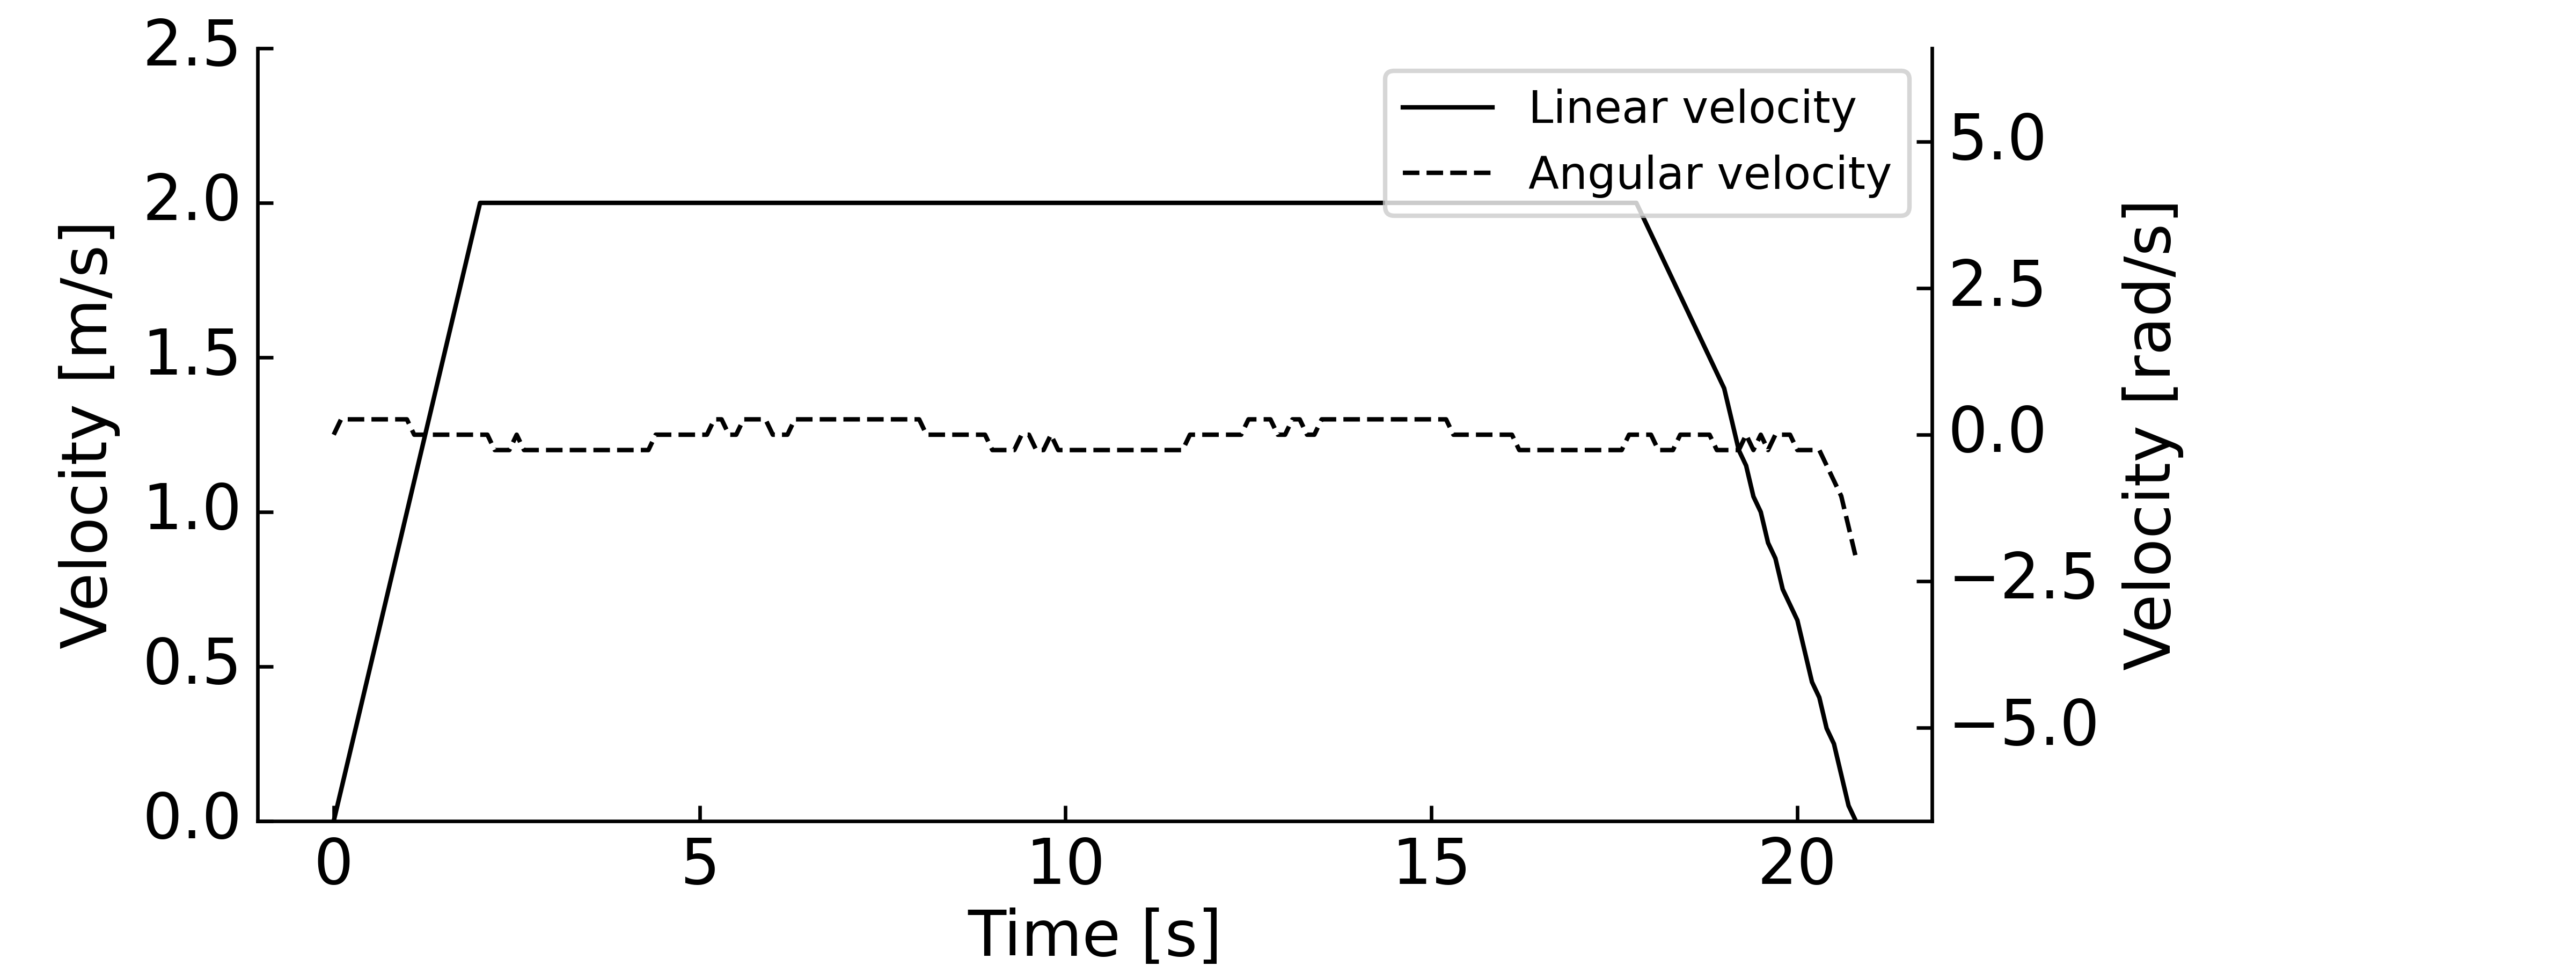 2.5
2.0
1.5
1.0
0.5
0.0
Velocity [m/s]
Linear velocity
Angular velocity
5.0
2.5
0.0
−2.5
−5.0
Velocity [rad/s]
0 5 10 15 20
Time [s]